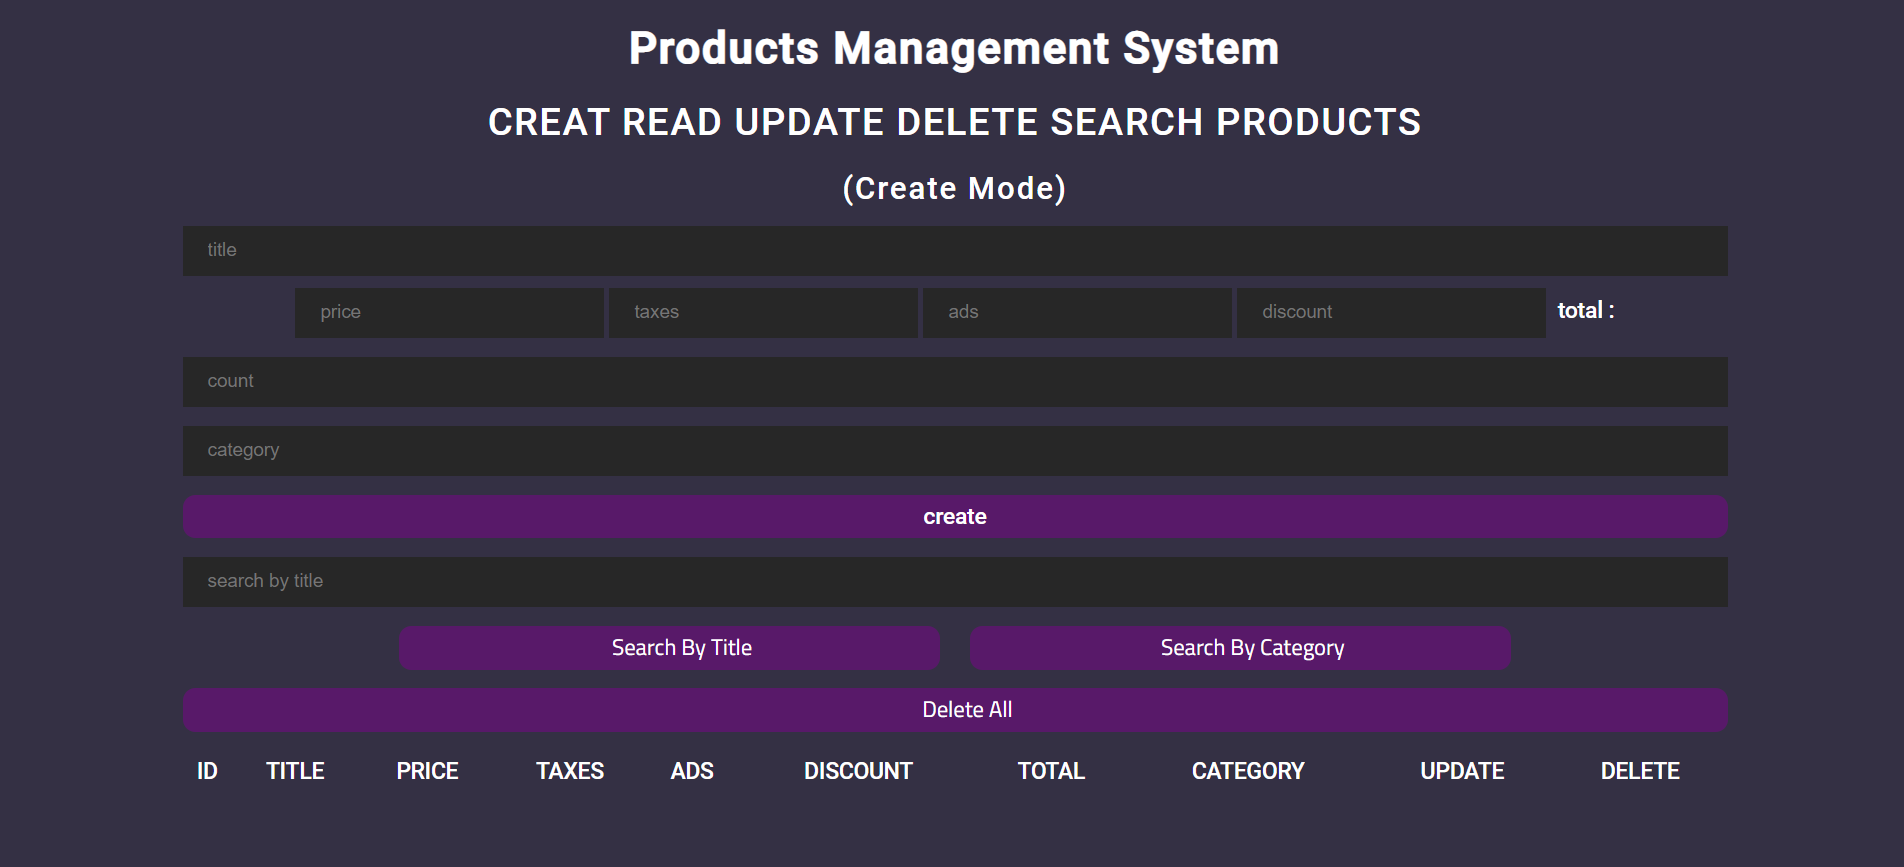 Products Management System
CREAT READ UPDATE DELETE SEARCH PRODUCTS
(Create Mode)
title
price taxes ads discount total :
count
category
create
search by title
Search By Title Search By Category
Delete All
ID TITLE PRICE TAXES ADS DISCOUNT TOTAL CATEGORY UPDATE DELETE